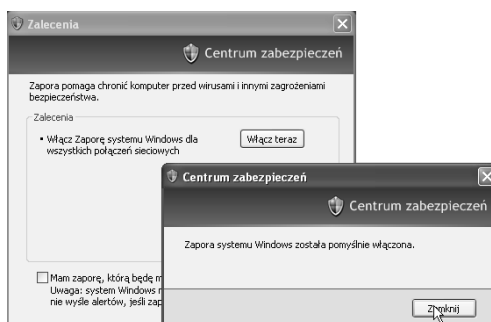 Zalecenia
Centrum zabezpieczeń
Zapora pomaga chronić komputer przed wirusami i innymi zagrożeniami
bezpieczeństwa.
Zalecenia
• Włącz Zaporę systemu Windows dla
wszystkich połączeń sieciowych
Włącz teraz
Mam zaporę, którą będę
Uwaga: system Windows
nie wyśle alertów, jeśli
Centrum zabezpieczeń
Centrum zabezpieczeń
Zapora systemu Windows została pomyślnie włączona.
Zamknij